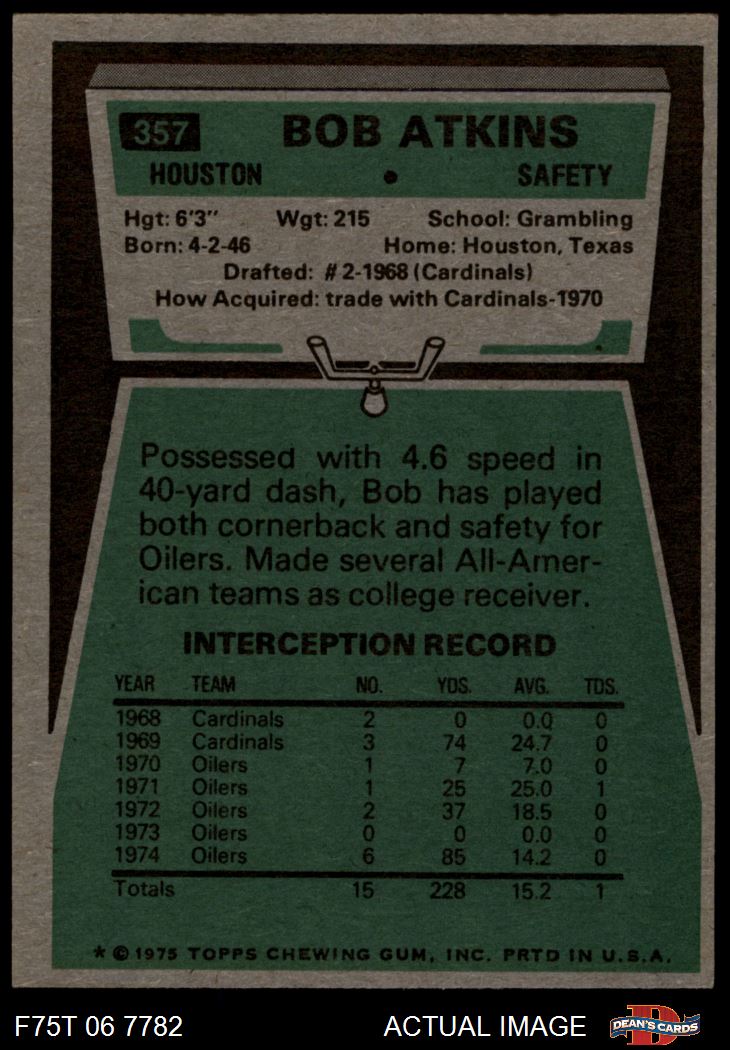 357 BOB ATKINS
HOUSTON • SAFETY
Hgt: 6'3" Wgt: 215 School: Grambling
Born: 4-2-46 Home: Houston, Texas
Drafted: #2-1968 (Cardinals)
How Acquired: trade with Cardinals-1970
Possessed with 4.6 speed in
40-yard dash, Bob has played
both cornerback and safety for
Oilers. Made several All-Amer-
ican teams as college receiver.
INTERCEPTION RECORD
YEAR TEAM NO. YDS. AVG. TDS.
1968 Cardinals 2 0 0.0 0
1969 Cardinals 3 74 24.7 0
1970 Oilers 1 7 7.0 0
1971 Oilers 1 25 25.0 1
1972 Oilers 2 37 18.5 0
1973 Oilers 0 0 0.0 0
1974 Oilers 6 85 14.2 0
Totals 15 228 15.2 1
* © 1975 TOPPS CHEWING GUM, INC. PRTD IN U.S.A.
F75T 06 7782 ACTUAL IMAGE DEAN'S CARDS